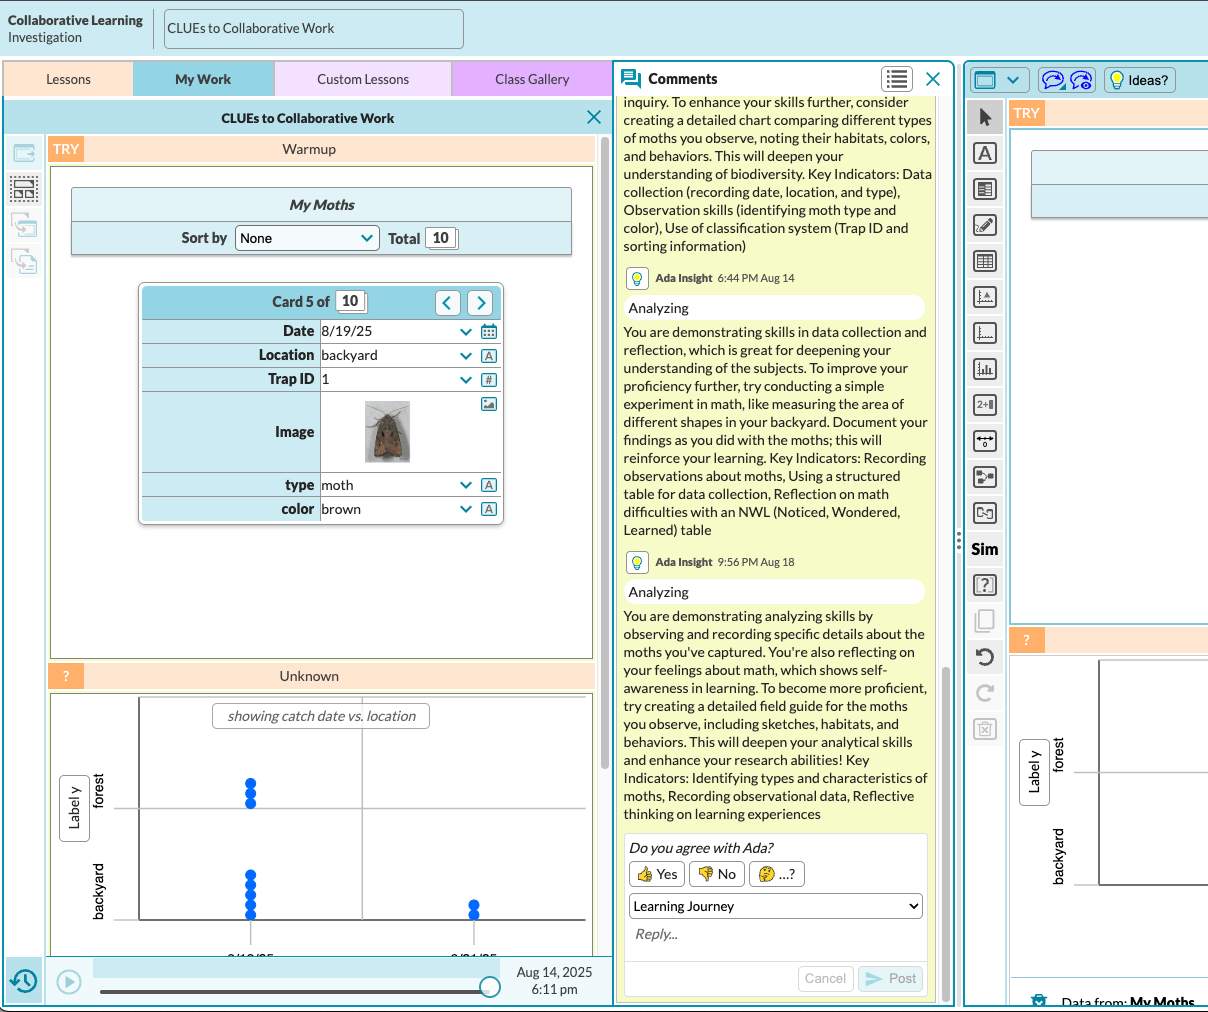 Collaborative Learning
Investigation
CLUEs to Collaborative Work
Lessons
My Work
Custom Lessons
Class Gallery
CLUEs to Collaborative Work
TRY
Warmup
My Moths
Sort by
None
Total
10
Card 5 of
10
Date
8/19/25
Location
backyard
A
Trap ID
1
#
Image
type
moth
A
color
brown
A
?
Unknown
showing catch date vs. location
Label y
forest
backyard
Aug 14, 2025
6:11 pm
Comments
inquiry. To enhance your skills further, consider
creating a detailed chart comparing different types
of moths you observe, noting their habitats, colors,
and behaviors. This will deepen your
understanding of biodiversity. Key Indicators: Data
collection (recording date, location, and type),
Observation skills (identifying moth type and
color), Use of classification system (Trap ID and
sorting information)
Ada Insight 6:44 PM Aug 14
Analyzing
You are demonstrating skills in data collection and
reflection, which is great for deepening your
understanding of the subjects. To improve your
proficiency further, try conducting a simple
experiment in math, like measuring the area of
different shapes in your backyard. Document your
findings as you did with the moths; this will
reinforce your learning. Key Indicators: Recording
observations about moths, Using a structured
table for data collection, Reflection on math
difficulties with an NWL (Noticed, Wondered,
Learned) table
Ada Insight 9:56 PM Aug 18
Analyzing
You are demonstrating analyzing skills by
observing and recording specific details about the
moths you've captured. You're also reflecting on
your feelings about math, which shows self-
awareness in learning. To become more proficient,
try creating a detailed field guide for the moths
you observe, including sketches, habitats, and
behaviors. This will deepen your analytical skills
and enhance your research abilities! Key
Indicators: Identifying types and characteristics of
moths, Recording observational data, Reflective
thinking on learning experiences
Do you agree with Ada?
Yes
No
...?
Learning Journey
Reply...
Cancel
Post
Ideas?
TRY
A
2+
0
Sim
[?]
?
Label y
forest
backyard
Data from: My Moths